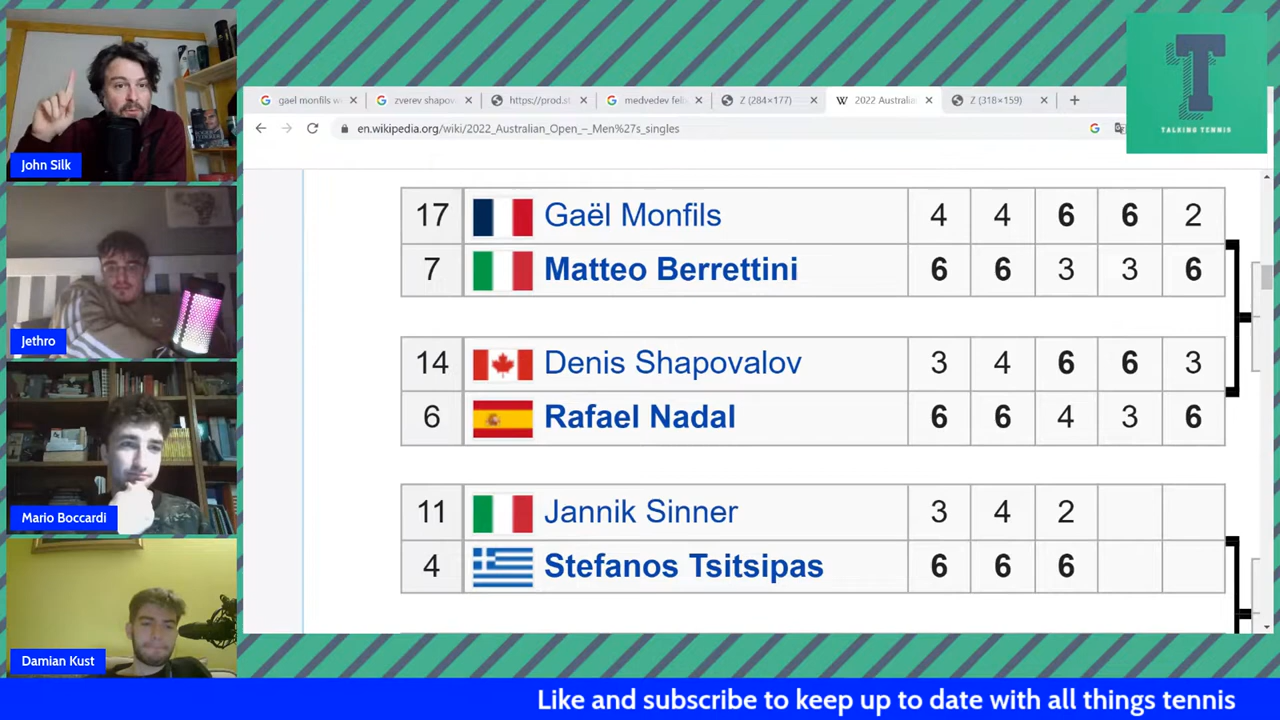 gael monfils w
zverev shapov
https://prod.st
medvedev feli
Z (284×177)
2022 Australia
Z (318×159)
en.wikipedia.org/wiki/2022_Australian_Open_–_Men%27s_singles
T
TALKING TENNIS
John Silk
Jethro
Mario Boccardi
Damian Kust
17 Gaël Monfils 4 4 6 6 2
7 Matteo Berrettini 6 6 3 3 6
14 Denis Shapovalov 3 4 6 6 3
6 Rafael Nadal 6 6 4 3 6
11 Jannik Sinner 3 4 2
4 Stefanos Tsitsipas 6 6 6
Like and subscribe to keep up to date with all things tennis